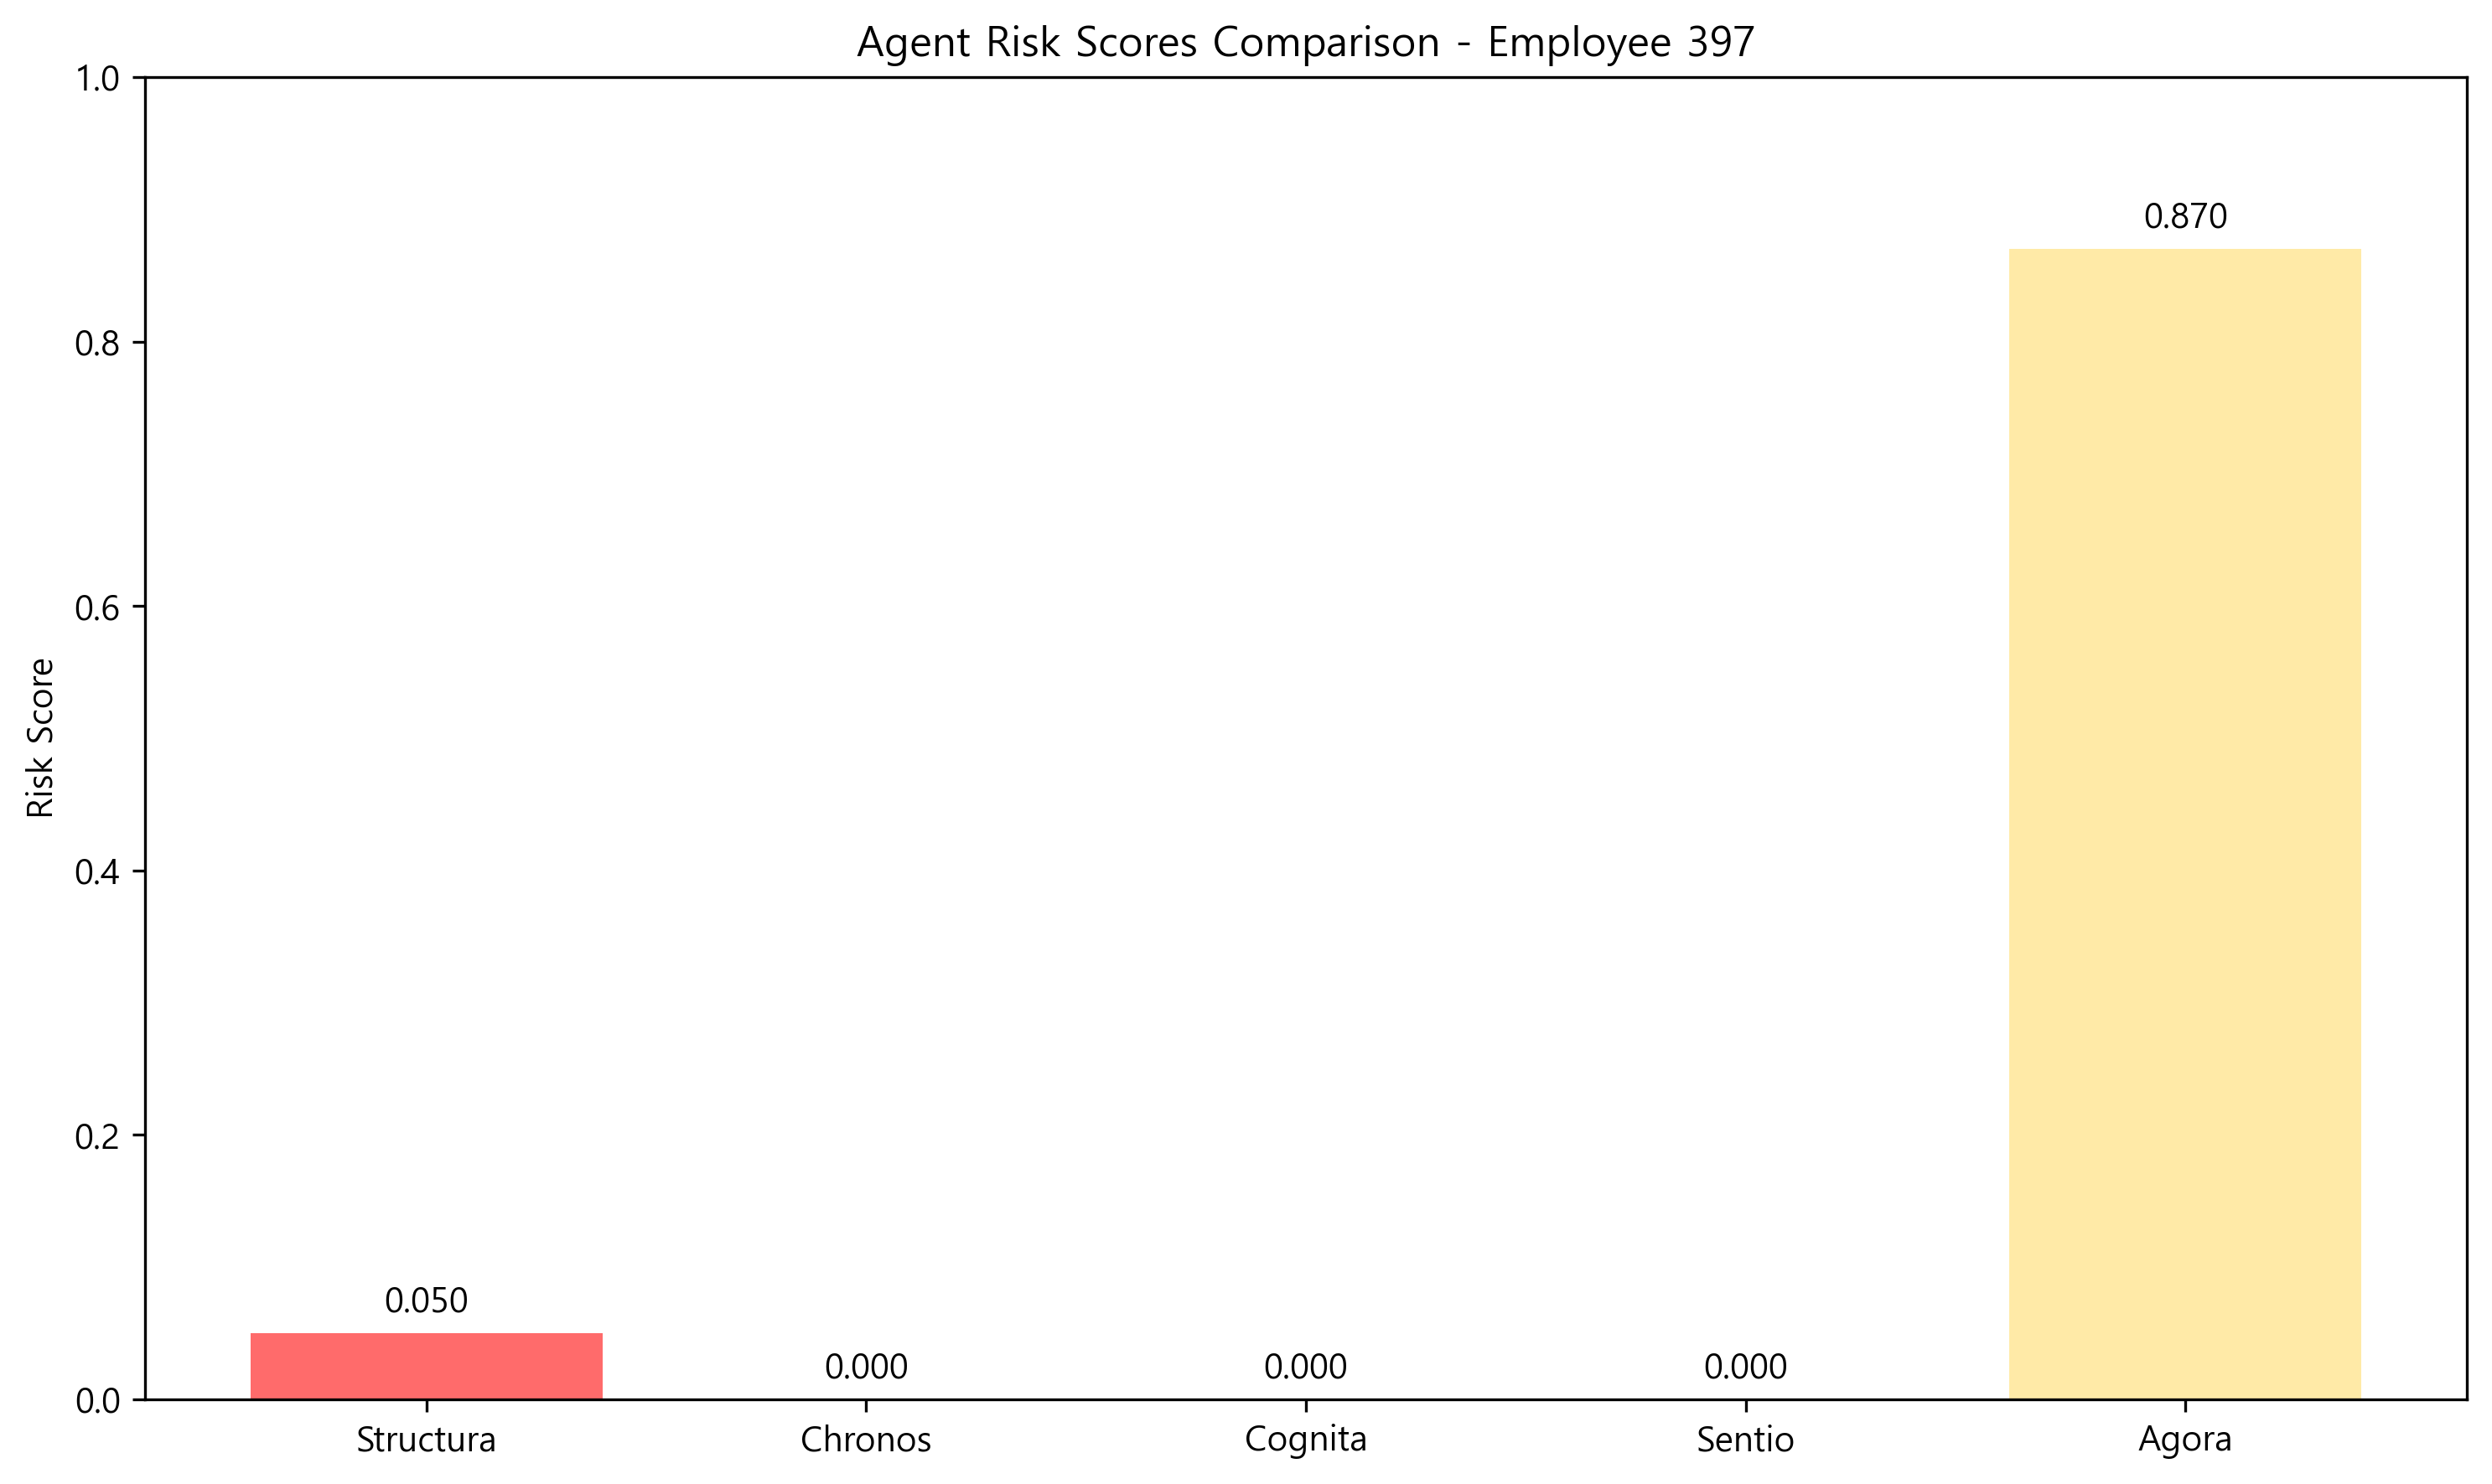 Agent Risk Scores Comparison - Employee 397
Risk Score
1.0
0.8
0.6
0.4
0.2
0.0
0.050
0.000
0.000
0.000
0.870
Structura
Chronos
Cognita
Sentio
Agora